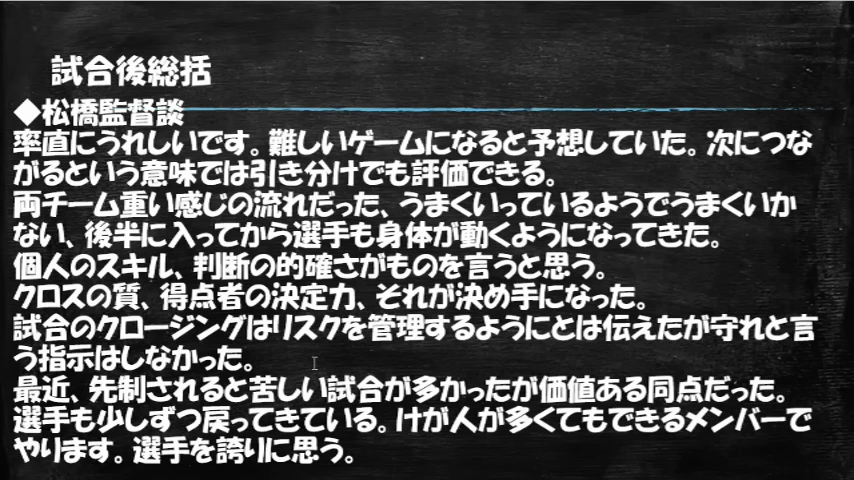 試合後総括
◆松橋監督談
率直にうれしいです。難しいゲームになると予想していた。次につな
がるという意味では引き分けでも評価できる。
両チーム重い感じの流れだった、うまくいっているようでうまくいか
ない、後半に入ってから選手も身体が動くようになってきた。
個人のスキル、判断の的確さがものを言うと思う。
クロスの質、得点者の決定力、それが決め手になった。
試合のクロージングはリスクを管理するようにとは伝えたが守れと言
う指示はしなかった。
最近、先制されると苦しい試合が多かったが価値ある同点だった。
選手も少しずつ戻ってきている。けが人が多くてもできるメンバーで
やります。選手を誇りに思う。